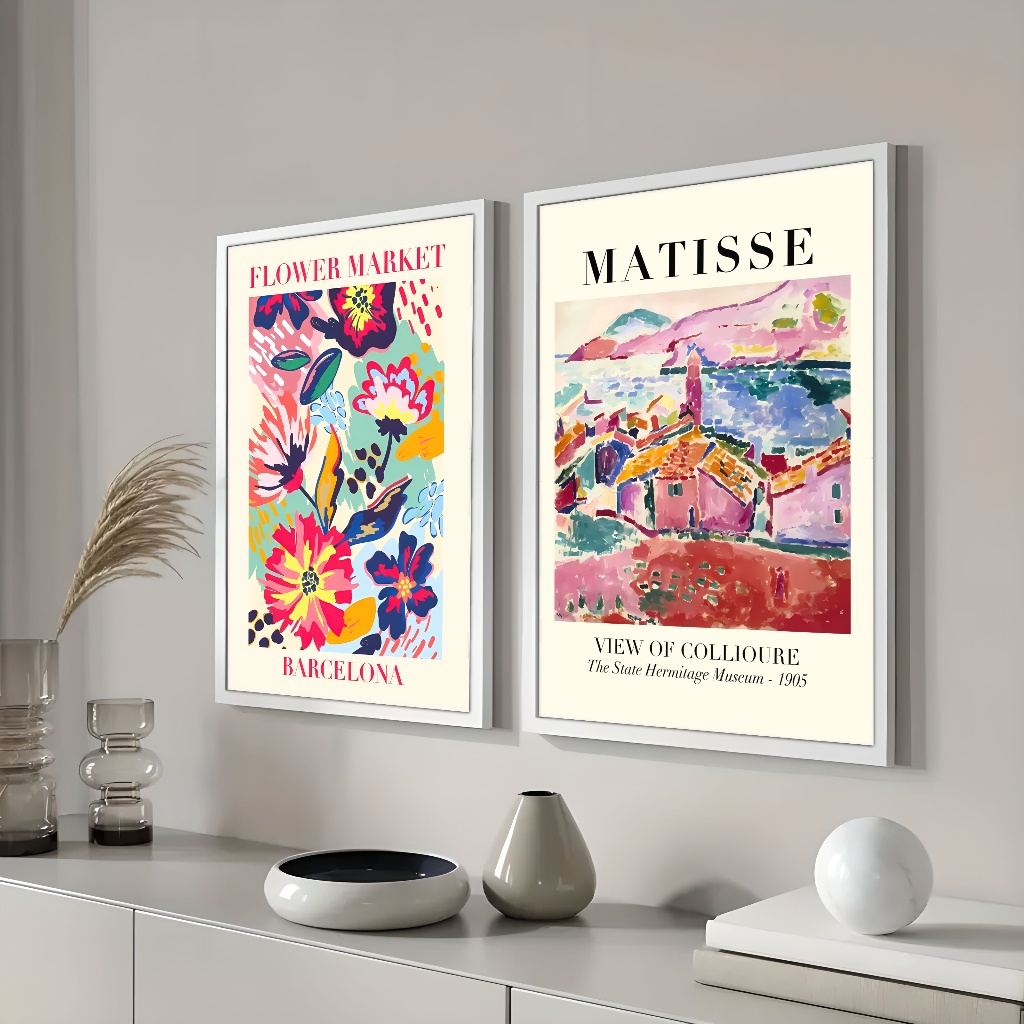 FLOWER MARKET
BARCELONA
MATISSE
VIEW OF COLLIOURE
The State Hermitage Museum - 1905